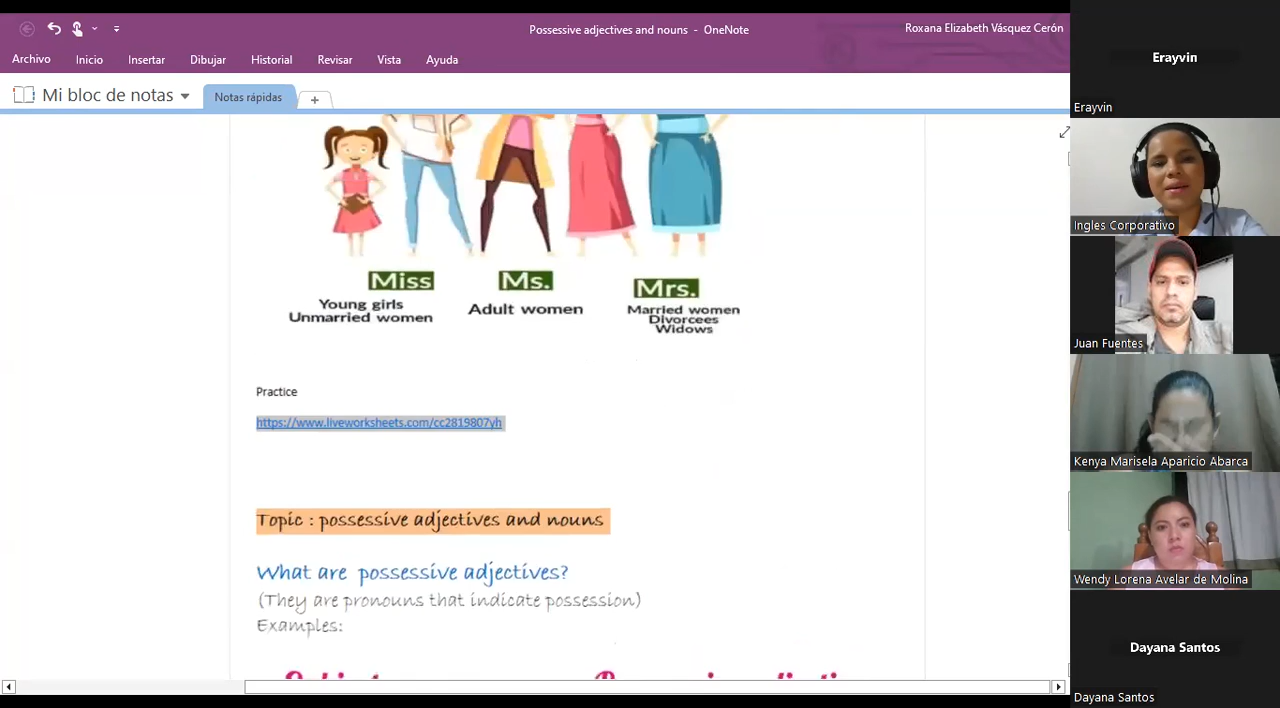 Possessive adjectives and nouns - OneNote
Roxana Elizabeth Vásquez Cerón
Archivo Inicio Insertar Dibujar Historial Revisar Vista Ayuda
Mi bloc de notas
Notas rápidas
Miss
Young girls
Unmarried women
Ms.
Adult women
Mrs.
Married women
Divorcees
Widows
Practice
https://www.liveworksheets.com/cc2819807yh
Topic : possessive adjectives and nouns
What are possessive adjectives?
(They are pronouns that indicate possession)
Examples:
Erayvin
Erayvin
Ingles Corporativo
Juan Fuentes
Kenya Marisela Aparicio Abarca
Wendy Lorena Avelar de Molina
Dayana Santos
Dayana Santos